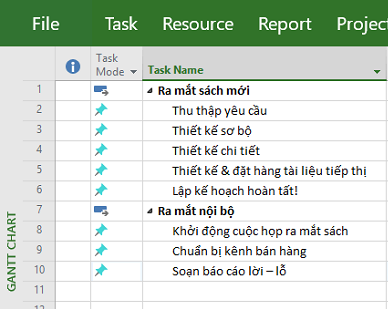 File Task Resource Report Project
Task Mode Task Name
1 Ra mắt sách mới
2 Thu thập yêu cầu
3 Thiết kế sơ bộ
4 Thiết kế chi tiết
5 Thiết kế & đặt hàng tài liệu tiếp thị
6 Lập kế hoạch hoàn tất!
7 Ra mắt nội bộ
8 Khởi động cuộc họp ra mắt sách
9 Chuẩn bị kênh bán hàng
10 Soạn báo cáo lời – lỗ
11
GANTT CHART